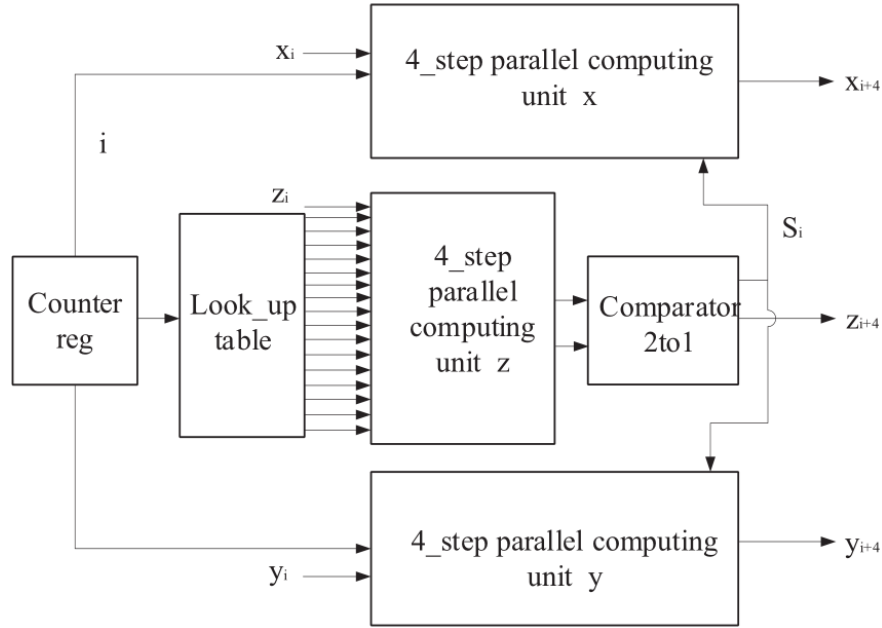 xᵢ
4_step parallel computing
unit x
xᵢ₊₄
i
zᵢ
Sᵢ
Counter
reg
Look_up
table
4_step
parallel
computing
unit z
Comparator
2to1
zᵢ₊₄
4_step parallel computing
unit y
yᵢ
yᵢ₊₄